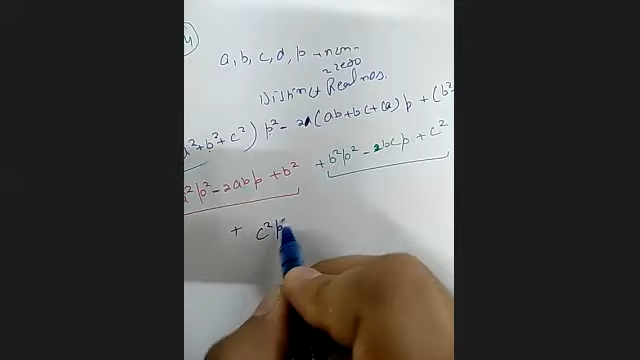 a, b, c, d, p → non-
zero
Distinct Real nos.
a²+b²+c²) p² - 2(ab+bc+ca) p + (b²
a²p² - 2abp + b² + b²p² - 2bcp + c²
+ c²p²